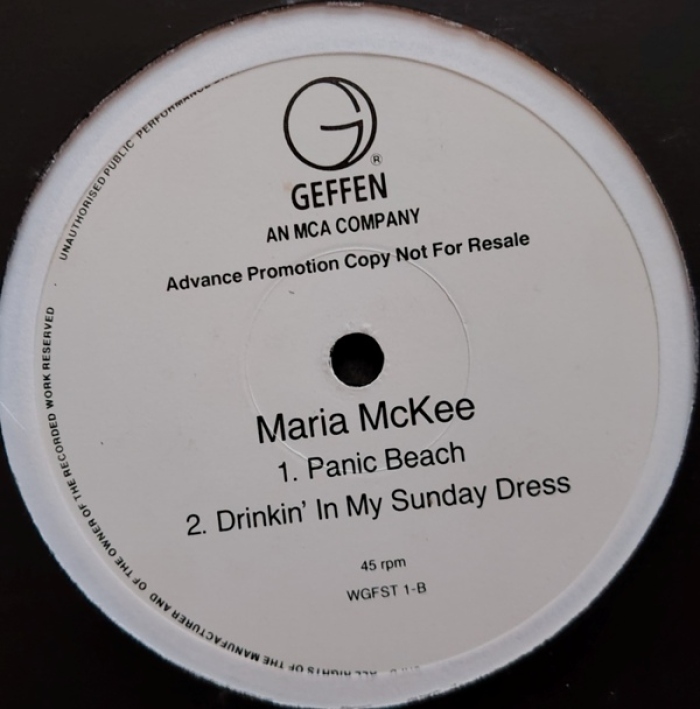 GEFFEN
®
AN MCA COMPANY
Advance Promotion Copy Not For Resale
Maria McKee
1. Panic Beach
2. Drinkin' In My Sunday Dress
45 rpm
WGFST 1-B
ALL RIGHTS OF THE MANUFACTURER AND OF THE OWNER OF THE RECORDED WORK RESERVED
UNAUTHORISED PUBLIC PERFORMANCE